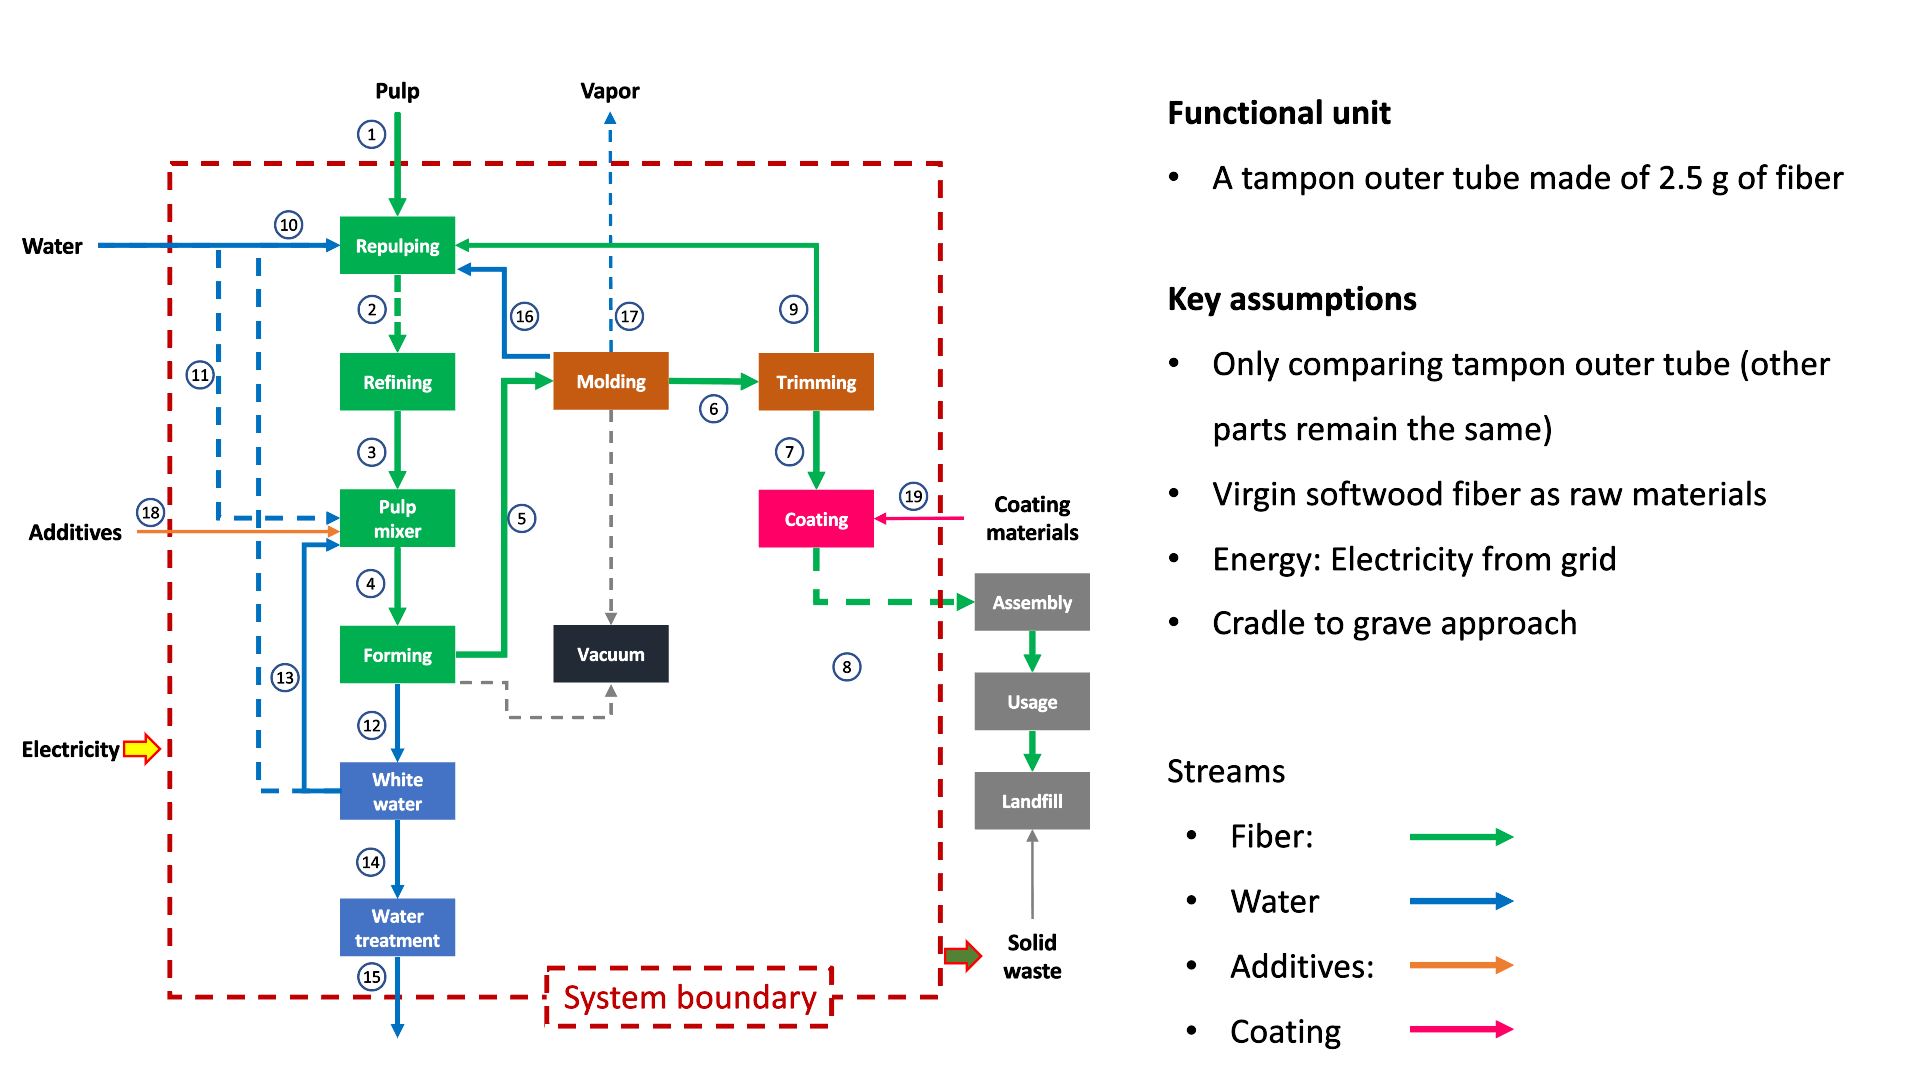 Pulp
Vapor
1
10
Water
Repulping
2
16
17
9
11
Refining
Molding
Trimming
6
3
7
18
Pulp
mixer
5
Coating
19
Coating
materials
Additives
4
Assembly
Forming
Vacuum
8
13
Usage
12
Electricity
White
water
Landfill
14
Water
treatment
15
Solid
waste
System boundary
Functional unit
• A tampon outer tube made of 2.5 g of fiber
Key assumptions
• Only comparing tampon outer tube (other
parts remain the same)
• Virgin softwood fiber as raw materials
• Energy: Electricity from grid
• Cradle to grave approach
Streams
• Fiber:
• Water
• Additives:
• Coating